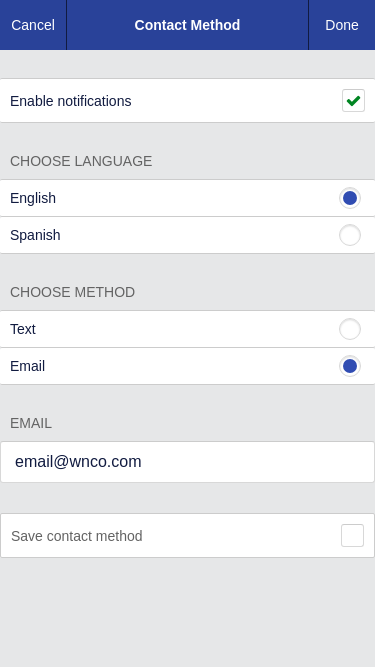 Cancel
Contact Method
Done
Enable notifications
CHOOSE LANGUAGE
English
Spanish
CHOOSE METHOD
Text
Email
EMAIL
email@wnco.com
Save contact method